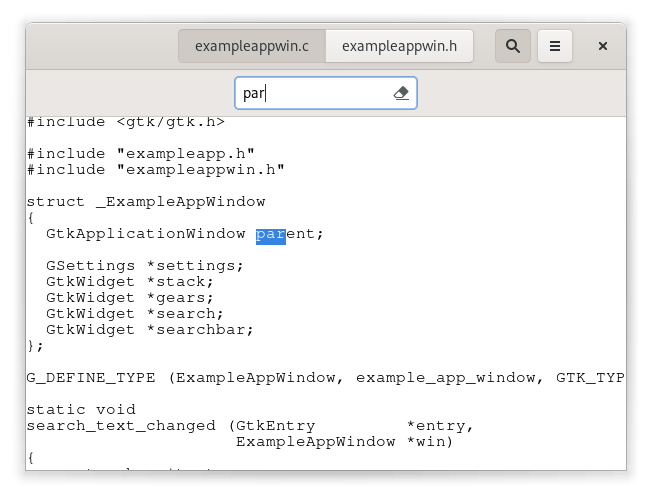 exampleappwin.c exampleappwin.h
par
#include <gtk/gtk.h>
#include "exampleapp.h"
#include "exampleappwin.h"
struct _ExampleAppWindow
{
  GtkApplicationWindow parent;
  GSettings *settings;
  GtkWidget *stack;
  GtkWidget *gears;
  GtkWidget *search;
  GtkWidget *searchbar;
};
G_DEFINE_TYPE (ExampleAppWindow, example_app_window, GTK_TYP
static void
search_text_changed (GtkEntry         *entry,
                     ExampleAppWindow *win)
{